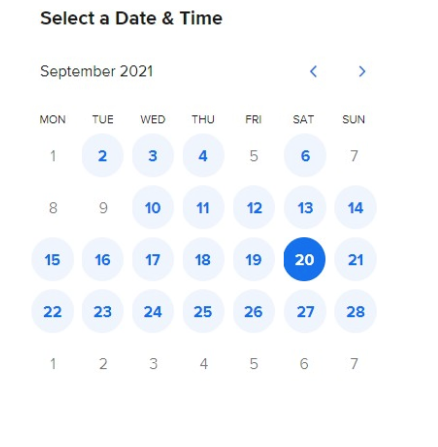 Select a Date & Time
September 2021
MON TUE WED THU FRI SAT SUN
1 2 3 4 5 6 7
8 9 10 11 12 13 14
15 16 17 18 19 20 21
22 23 24 25 26 27 28
1 2 3 4 5 6 7